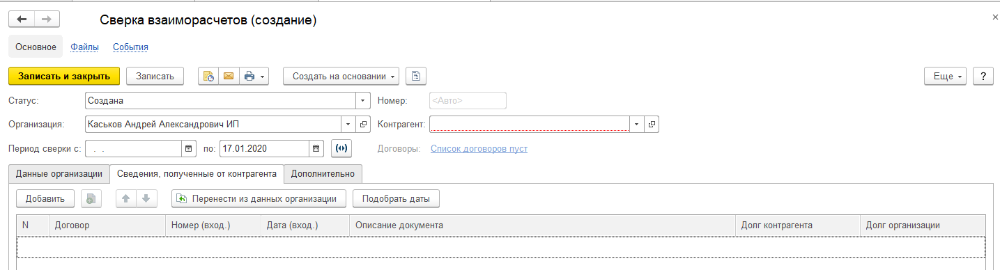 Сверка взаиморасчетов (создание)
Основное Файлы События
Записать и закрыть Записать Создать на основании Еще ?
Статус: Создана Номер: <Авто>
Организация: Каськов Андрей Александрович ИП Контрагент:
Период сверки с: . . по: 17.01.2020 Договоры: Список договоров пуст
Данные организации Сведения, полученные от контрагента Дополнительно
Добавить Перенести из данных организации Подобрать даты
N Договор Номер (вход.) Дата (вход.) Описание документа Долг контрагента Долг организации